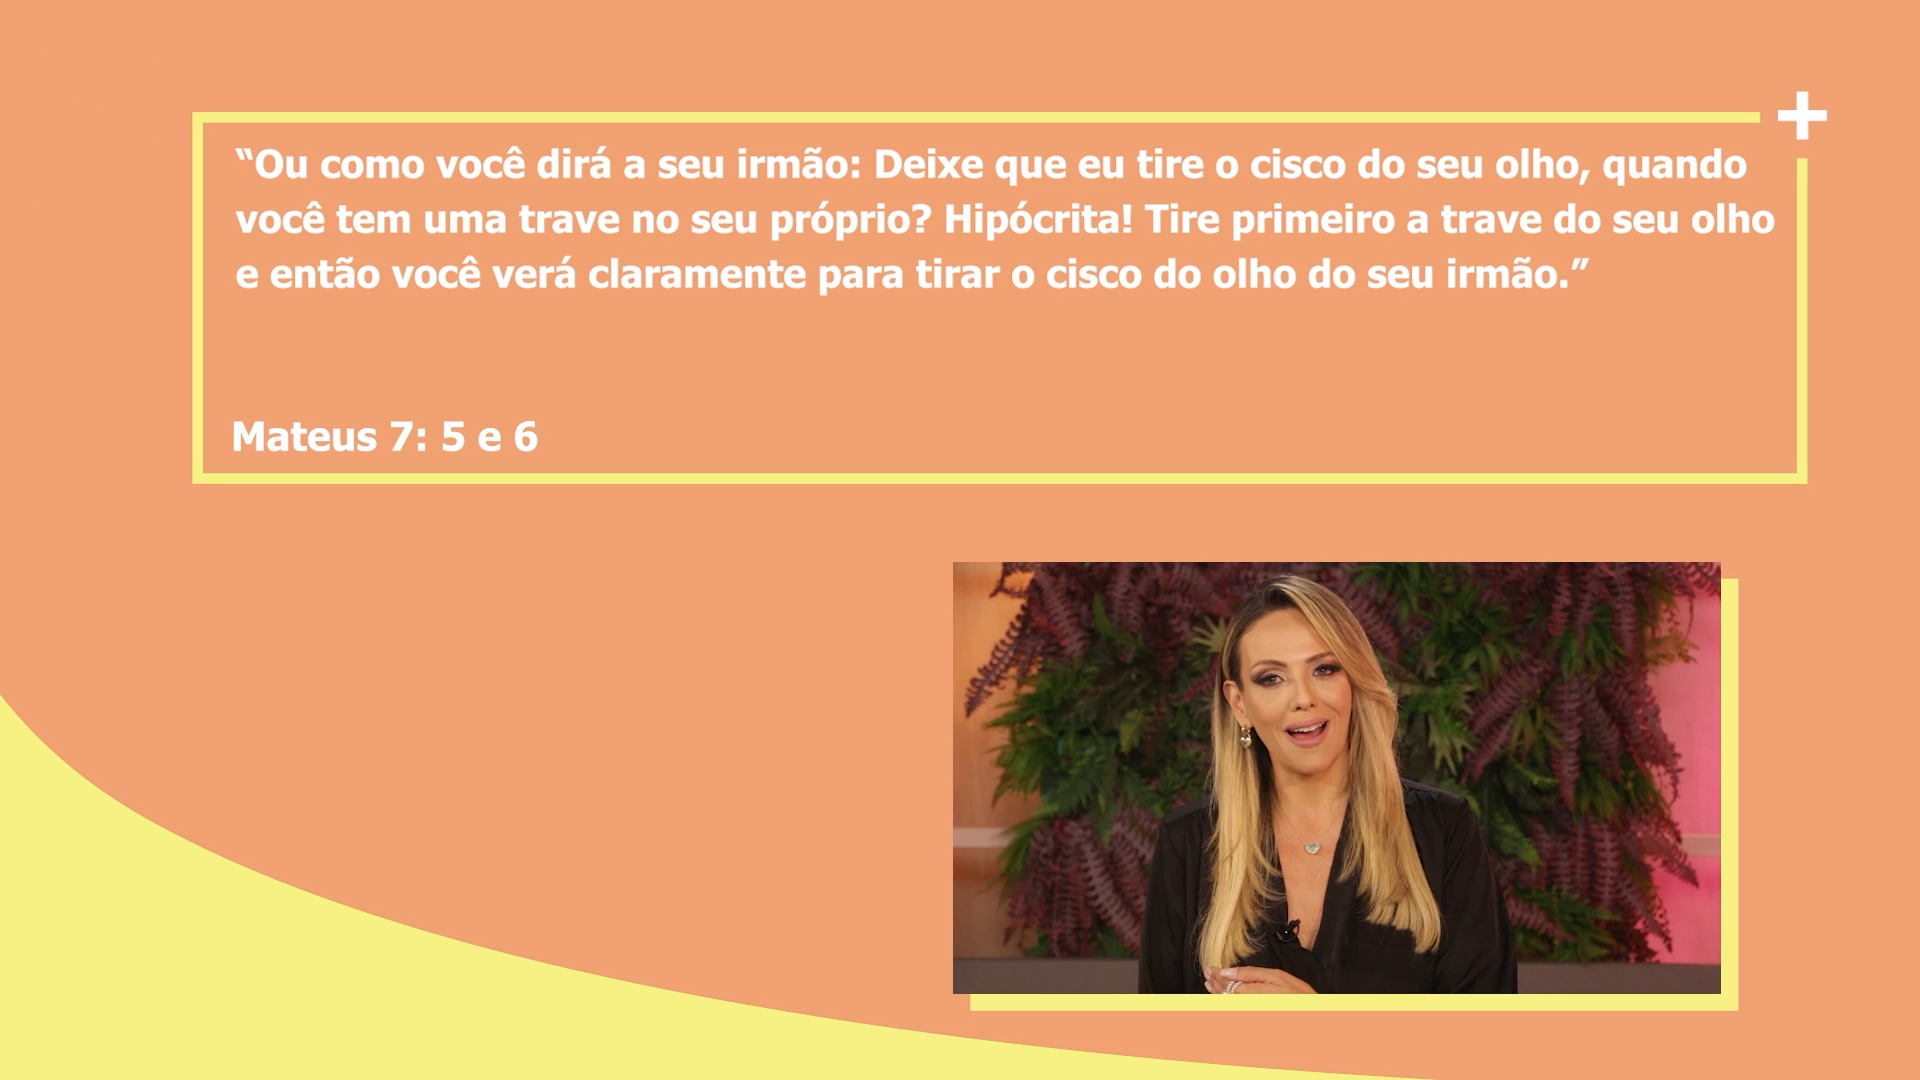 “Ou como você dirá a seu irmão: Deixe que eu tire o cisco do seu olho, quando
você tem uma trave no seu próprio? Hipócrita! Tire primeiro a trave do seu olho
e então você verá claramente para tirar o cisco do olho do seu irmão.”
Mateus 7: 5 e 6